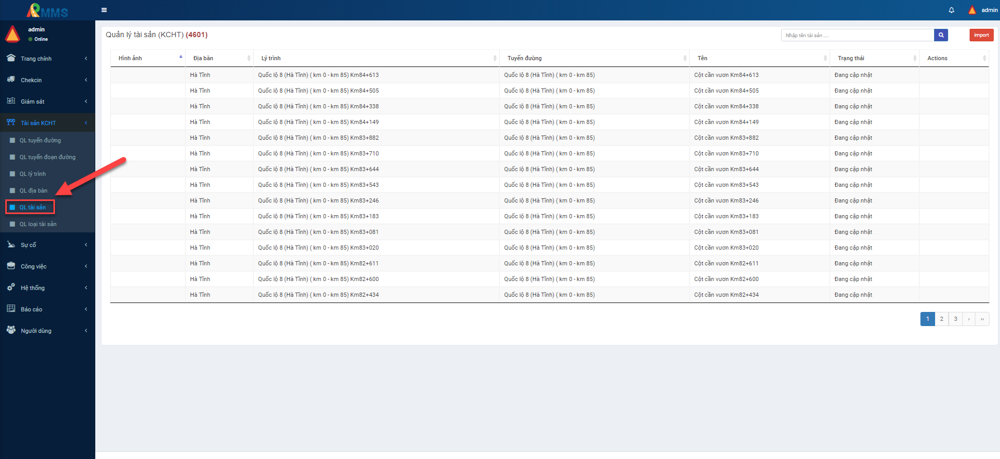 RMMS
admin
admin
Online
Trang chính
Chekcin
Giám sát
Tài sản KCHT
QL tuyến đường
QL tuyến đoạn đường
QL lý trình
QL địa bàn
QL tài sản
QL loại tài sản
Sự cố
Công việc
Hệ thống
Báo cáo
Người dùng
Quản lý tài sản (KCHT) (4601)
Nhập tên tài sản ....
import
Hình ảnh Địa bàn Lý trình Tuyến đường Tên Trạng thái Actions
Hà Tĩnh Quốc lộ 8 (Hà Tĩnh) ( km 0 - km 85) Km84+613 Quốc lộ 8 (Hà Tĩnh) ( km 0 - km 85) Cột cần vươn Km84+613 Đang cập nhật
Hà Tĩnh Quốc lộ 8 (Hà Tĩnh) ( km 0 - km 85) Km84+505 Quốc lộ 8 (Hà Tĩnh) ( km 0 - km 85) Cột cần vươn Km84+505 Đang cập nhật
Hà Tĩnh Quốc lộ 8 (Hà Tĩnh) ( km 0 - km 85) Km84+338 Quốc lộ 8 (Hà Tĩnh) ( km 0 - km 85) Cột cần vươn Km84+338 Đang cập nhật
Hà Tĩnh Quốc lộ 8 (Hà Tĩnh) ( km 0 - km 85) Km84+149 Quốc lộ 8 (Hà Tĩnh) ( km 0 - km 85) Cột cần vươn Km84+149 Đang cập nhật
Hà Tĩnh Quốc lộ 8 (Hà Tĩnh) ( km 0 - km 85) Km83+882 Quốc lộ 8 (Hà Tĩnh) ( km 0 - km 85) Cột cần vươn Km83+882 Đang cập nhật
Hà Tĩnh Quốc lộ 8 (Hà Tĩnh) ( km 0 - km 85) Km83+710 Quốc lộ 8 (Hà Tĩnh) ( km 0 - km 85) Cột cần vươn Km83+710 Đang cập nhật
Hà Tĩnh Quốc lộ 8 (Hà Tĩnh) ( km 0 - km 85) Km83+644 Quốc lộ 8 (Hà Tĩnh) ( km 0 - km 85) Cột cần vươn Km83+644 Đang cập nhật
Hà Tĩnh Quốc lộ 8 (Hà Tĩnh) ( km 0 - km 85) Km83+543 Quốc lộ 8 (Hà Tĩnh) ( km 0 - km 85) Cột cần vươn Km83+543 Đang cập nhật
Hà Tĩnh Quốc lộ 8 (Hà Tĩnh) ( km 0 - km 85) Km83+246 Quốc lộ 8 (Hà Tĩnh) ( km 0 - km 85) Cột cần vươn Km83+246 Đang cập nhật
Hà Tĩnh Quốc lộ 8 (Hà Tĩnh) ( km 0 - km 85) Km83+183 Quốc lộ 8 (Hà Tĩnh) ( km 0 - km 85) Cột cần vươn Km83+183 Đang cập nhật
Hà Tĩnh Quốc lộ 8 (Hà Tĩnh) ( km 0 - km 85) Km83+081 Quốc lộ 8 (Hà Tĩnh) ( km 0 - km 85) Cột cần vươn Km83+081 Đang cập nhật
Hà Tĩnh Quốc lộ 8 (Hà Tĩnh) ( km 0 - km 85) Km83+020 Quốc lộ 8 (Hà Tĩnh) ( km 0 - km 85) Cột cần vươn Km83+020 Đang cập nhật
Hà Tĩnh Quốc lộ 8 (Hà Tĩnh) ( km 0 - km 85) Km82+611 Quốc lộ 8 (Hà Tĩnh) ( km 0 - km 85) Cột cần vươn Km82+611 Đang cập nhật
Hà Tĩnh Quốc lộ 8 (Hà Tĩnh) ( km 0 - km 85) Km82+600 Quốc lộ 8 (Hà Tĩnh) ( km 0 - km 85) Cột cần vươn Km82+600 Đang cập nhật
Hà Tĩnh Quốc lộ 8 (Hà Tĩnh) ( km 0 - km 85) Km82+434 Quốc lộ 8 (Hà Tĩnh) ( km 0 - km 85) Cột cần vươn Km82+434 Đang cập nhật
1 2 3 › ››